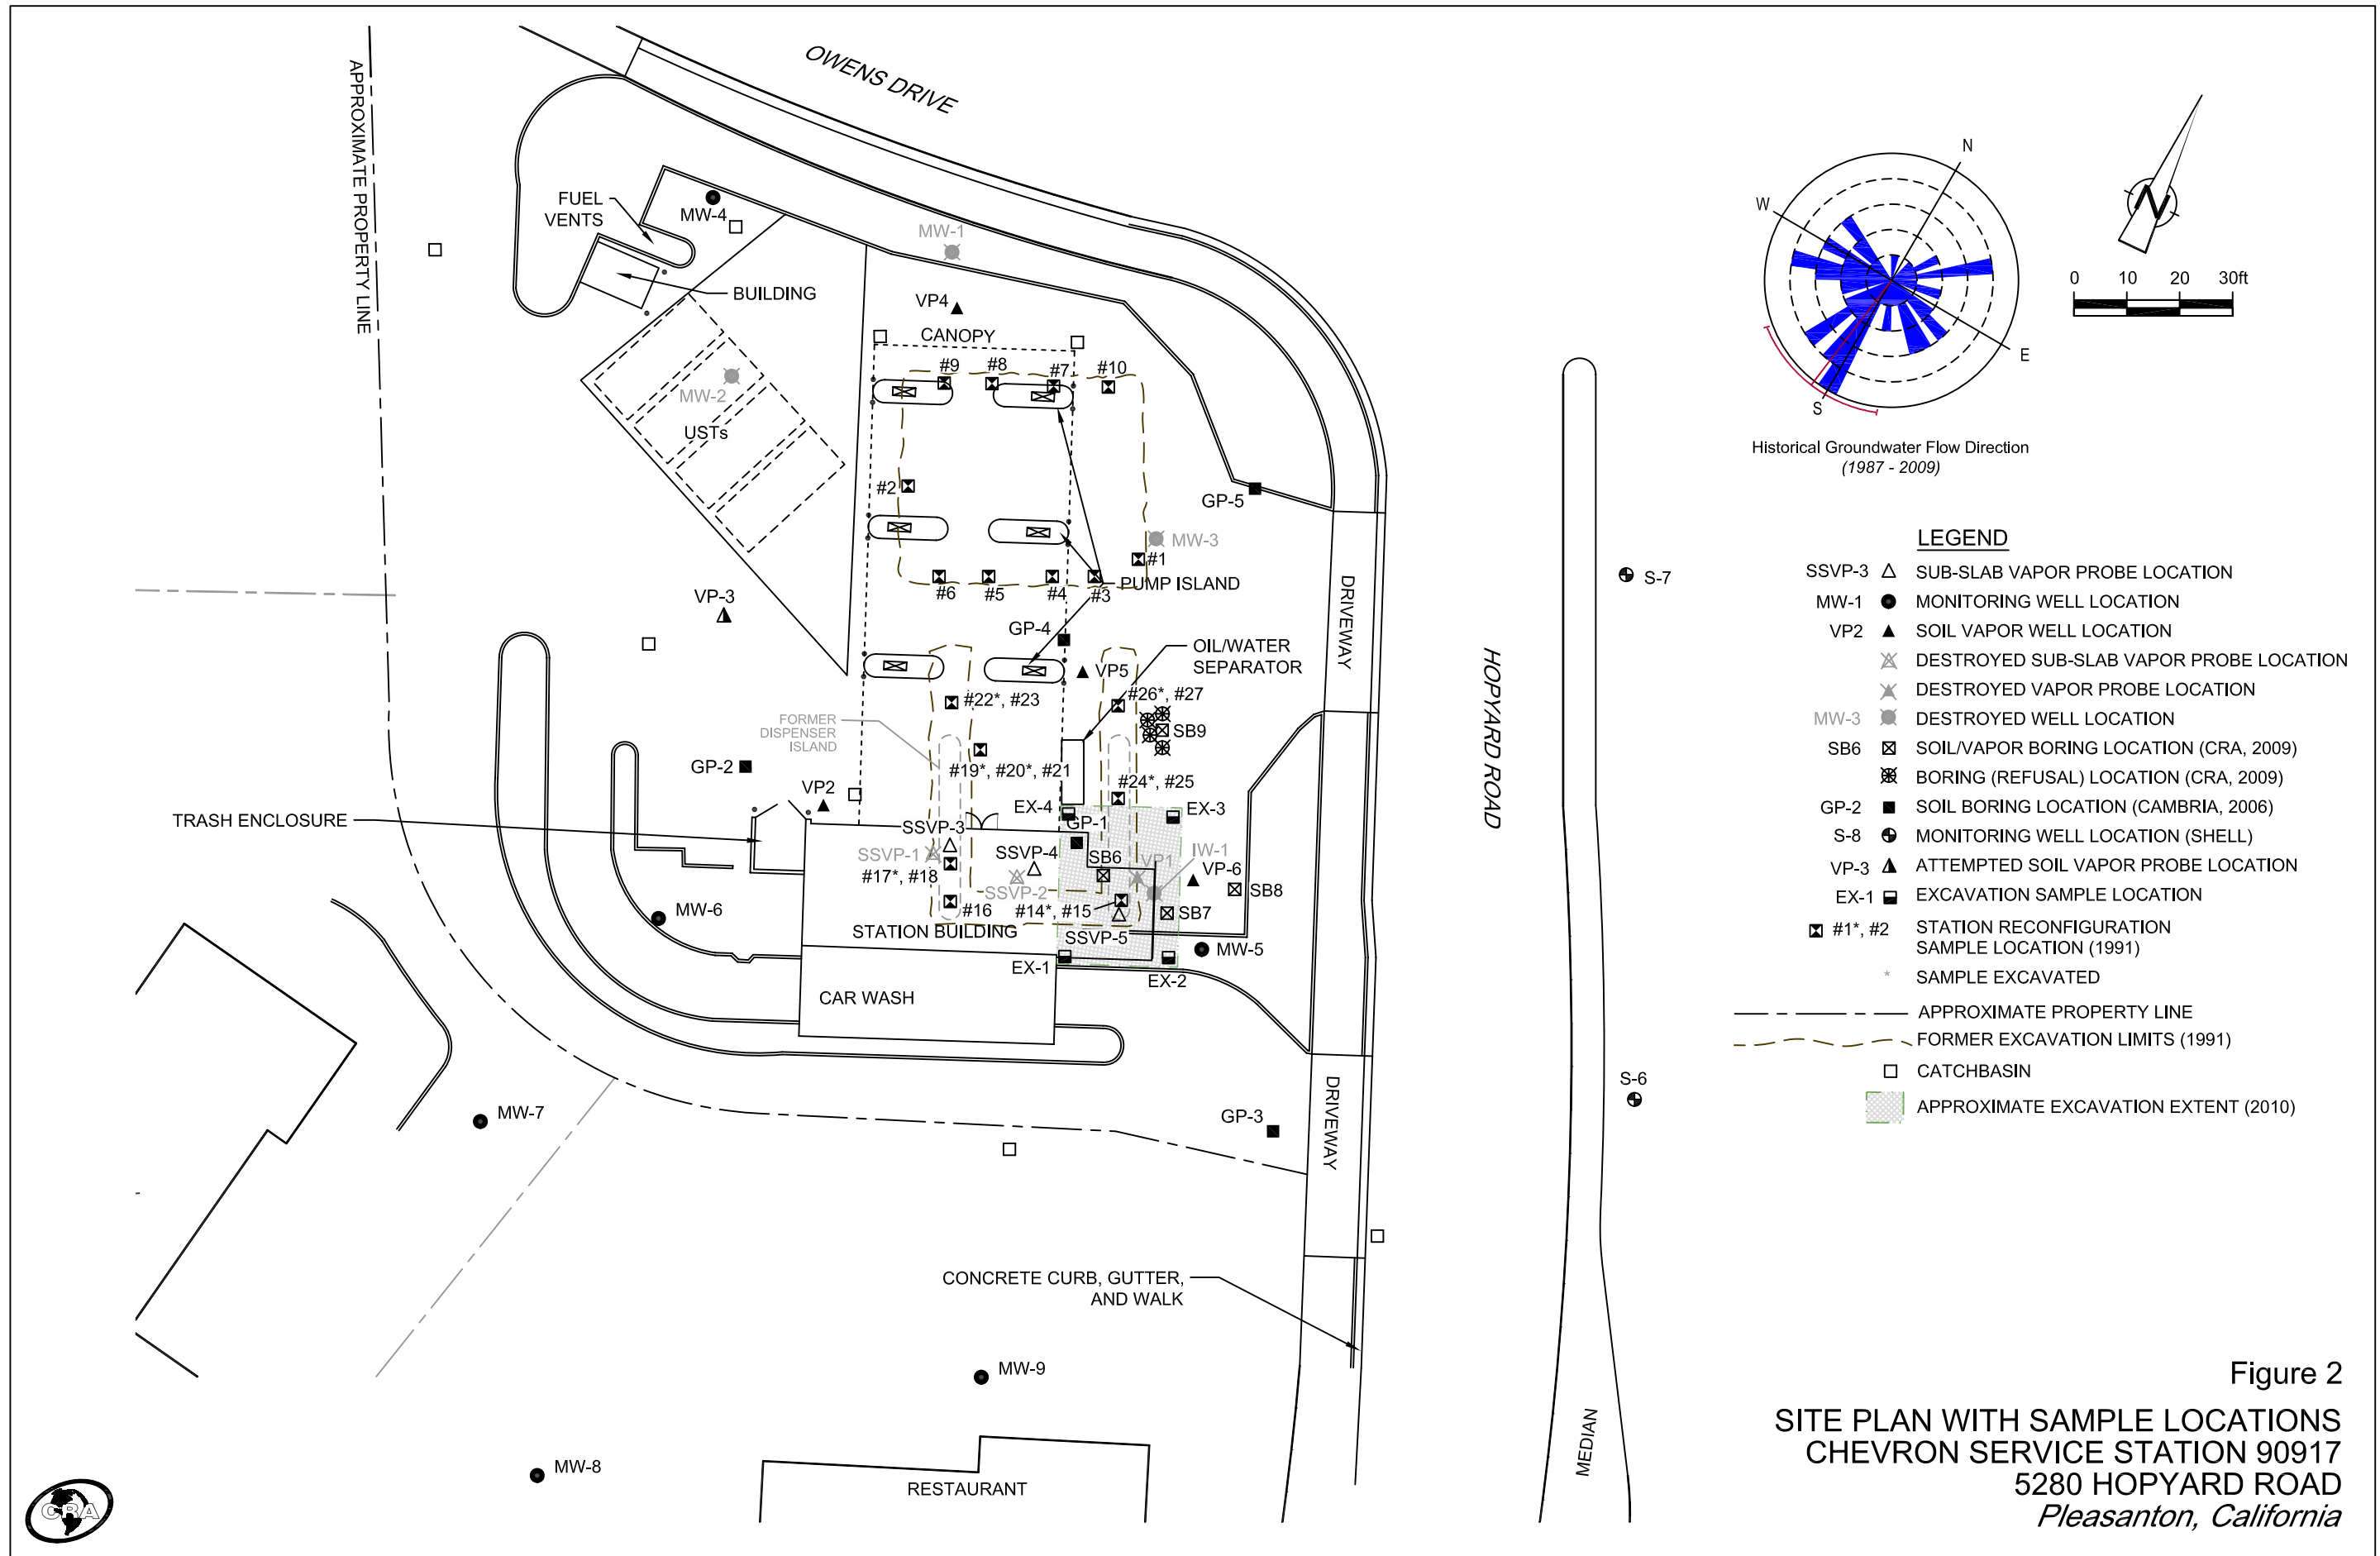 OWENS DRIVE
APPROXIMATE PROPERTY LINE
FUEL
VENTS
MW-4
MW-1
BUILDING
VP4
CANOPY
MW-2
USTs
#9
#8
#7
#10
#2
GP-5
MW-3
#1
PUMP ISLAND
#6
#5
#4
#3
VP-3
GP-4
OIL/WATER
SEPARATOR
VP5
#22*, #23
#26*, #27
FORMER
DISPENSER
ISLAND
SB9
GP-2
#19*, #20*, #21
#24*, #25
VP2
EX-4
EX-3
TRASH ENCLOSURE
GP-1
SSVP-3
SSVP-1
SSVP-4
SB6
VP1
IW-1
VP-6
#17*, #18
SSVP-2
SB8
#16
#14*, #15
SB7
MW-6
STATION BUILDING
SSVP-5
MW-5
EX-1
EX-2
CAR WASH
MW-7
GP-3
DRIVEWAY
DRIVEWAY
HOPYARD ROAD
S-7
S-6
CONCRETE CURB, GUTTER,
AND WALK
MW-9
MW-8
RESTAURANT
MEDIAN
CRA
N
W
E
S
Historical Groundwater Flow Direction
(1987 - 2009)
N
0 10 20 30ft
LEGEND
SSVP-3 SUB-SLAB VAPOR PROBE LOCATION
MW-1 MONITORING WELL LOCATION
VP2 SOIL VAPOR WELL LOCATION
DESTROYED SUB-SLAB VAPOR PROBE LOCATION
DESTROYED VAPOR PROBE LOCATION
MW-3 DESTROYED WELL LOCATION
SB6 SOIL/VAPOR BORING LOCATION (CRA, 2009)
BORING (REFUSAL) LOCATION (CRA, 2009)
GP-2 SOIL BORING LOCATION (CAMBRIA, 2006)
S-8 MONITORING WELL LOCATION (SHELL)
VP-3 ATTEMPTED SOIL VAPOR PROBE LOCATION
EX-1 EXCAVATION SAMPLE LOCATION
#1*, #2 STATION RECONFIGURATION
SAMPLE LOCATION (1991)
* SAMPLE EXCAVATED
APPROXIMATE PROPERTY LINE
FORMER EXCAVATION LIMITS (1991)
CATCHBASIN
APPROXIMATE EXCAVATION EXTENT (2010)
Figure 2
SITE PLAN WITH SAMPLE LOCATIONS
CHEVRON SERVICE STATION 90917
5280 HOPYARD ROAD
Pleasanton, California